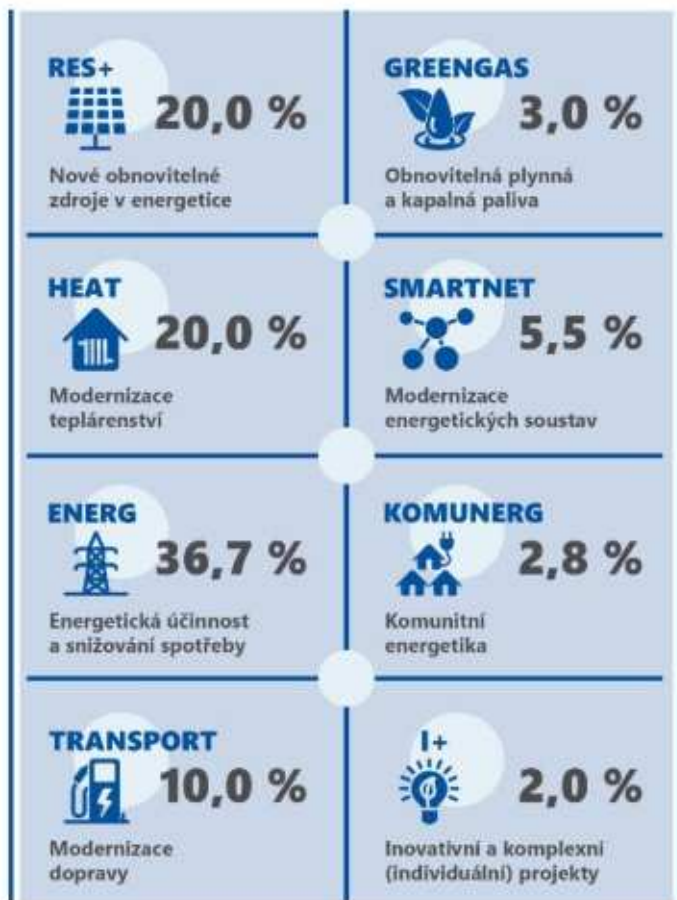 RES+
20,0 %
Nové obnovitelné
zdroje v energetice
GREENGAS
3,0 %
Obnovitelná plynná
a kapalná paliva
HEAT
20,0 %
Modernizace
teplárenství
SMARTNET
5,5 %
Modernizace
energetických soustav
ENERG
36,7 %
Energetická účinnost
a snižování spotřeby
KOMUNERG
2,8 %
Komunitní
energetika
TRANSPORT
10,0 %
Modernizace
dopravy
I+
2,0 %
Inovativní a komplexní
(individuální) projekty